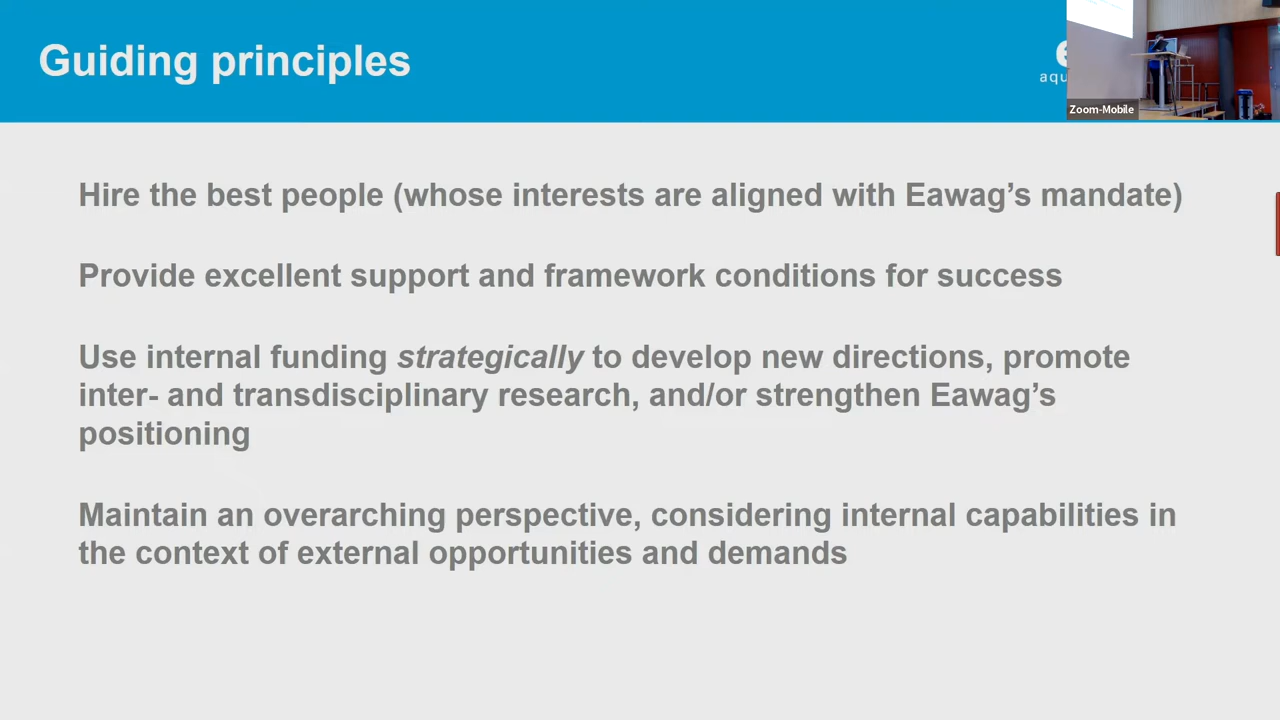 Guiding principles
aqu
Zoom-Mobile
Hire the best people (whose interests are aligned with Eawag’s mandate)
Provide excellent support and framework conditions for success
Use internal funding strategically to develop new directions, promote
inter- and transdisciplinary research, and/or strengthen Eawag’s
positioning
Maintain an overarching perspective, considering internal capabilities in
the context of external opportunities and demands